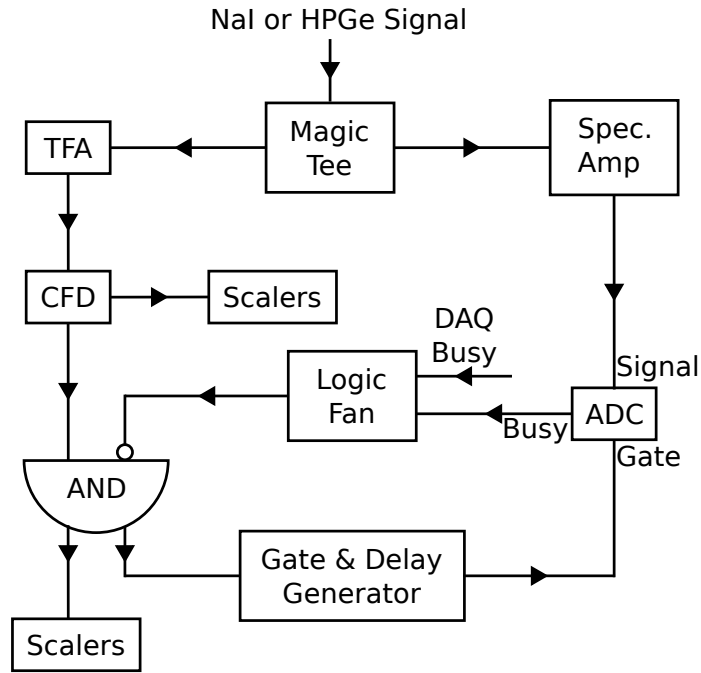 NaI or HPGe Signal
TFA
Magic
Tee
Spec.
Amp
CFD
Scalers
DAQ
Busy
Logic
Fan
Signal
ADC
Busy
Gate
AND
Gate & Delay
Generator
Scalers